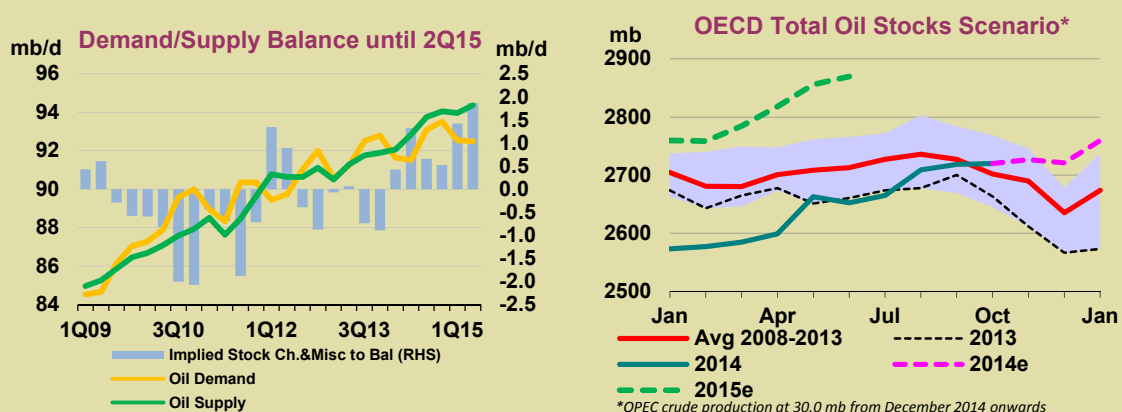 Demand/Supply Balance until 2Q15
mb/d
mb/d
96
94
92
90
88
86
84
2.5
2.0
1.5
1.0
0.5
0.0
-0.5
-1.0
-1.5
-2.0
-2.5
1Q09 3Q10 1Q12 3Q13 1Q15
Implied Stock Ch.&Misc to Bal (RHS)
Oil Demand
Oil Supply
OECD Total Oil Stocks Scenario*
mb
2900
2800
2700
2600
2500
Jan Apr Jul Oct Jan
Avg 2008-2013 2013
2014 2014e
2015e
*OPEC crude production at 30.0 mb from December 2014 onwards